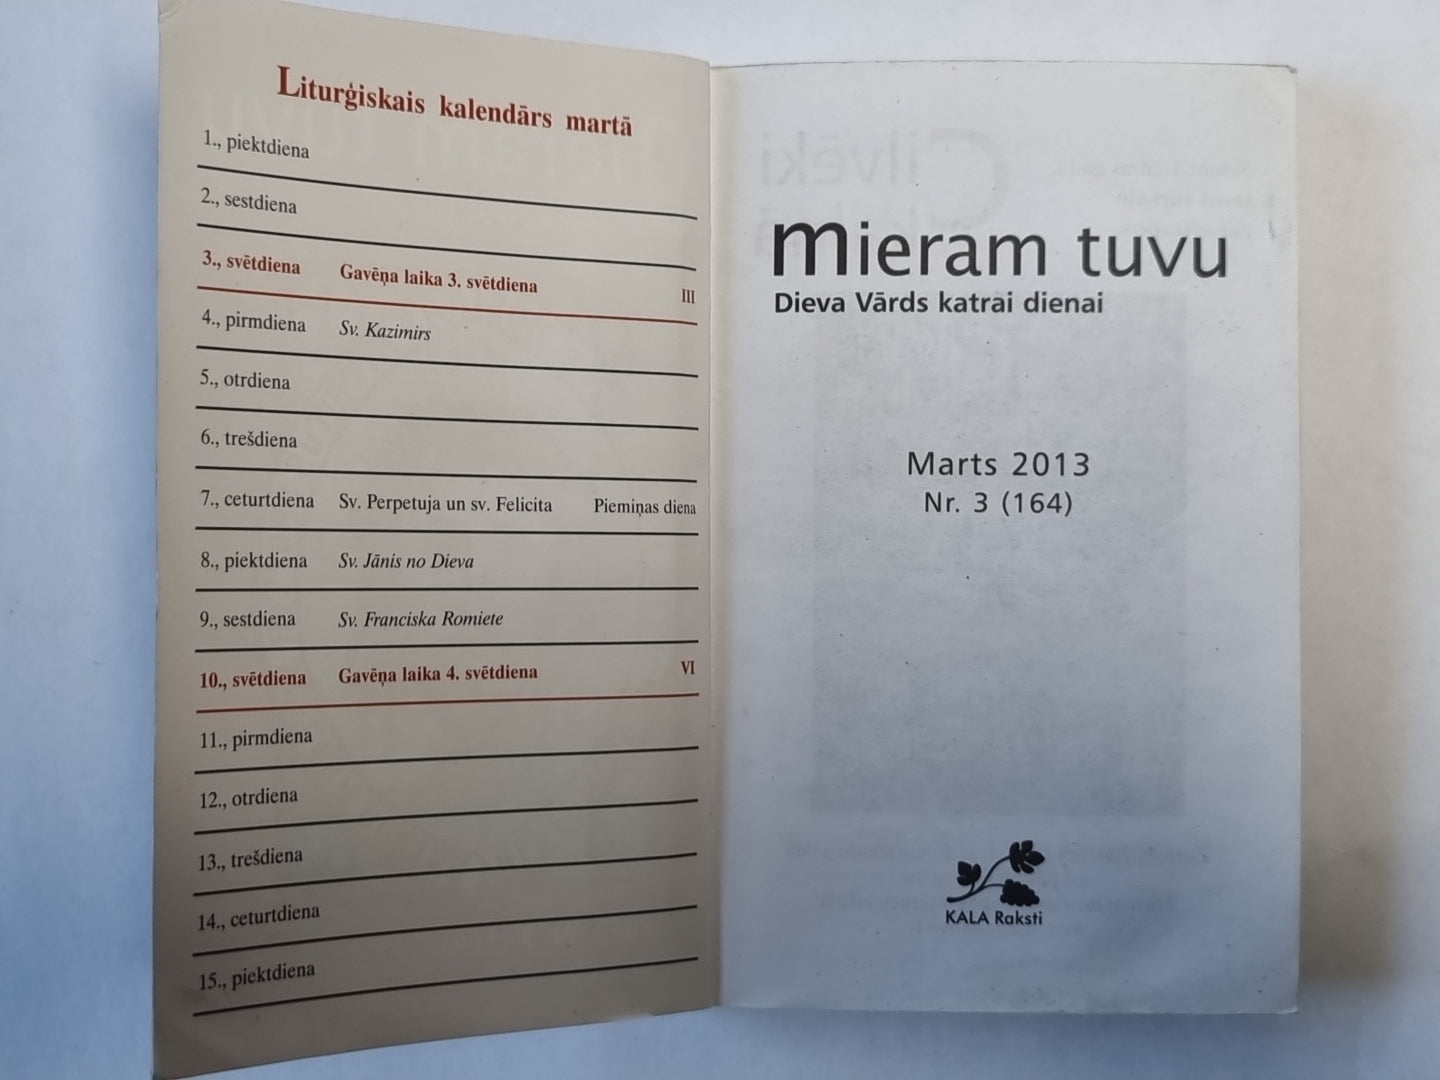 Liturģiskais kalendārs martā
1., piektdiena
2., sestdiena
3., svētdiena Gavēņa laika 3. svētdiena III
4., pirmdiena Sv. Kazimirs
5., otrdiena
6., trešdiena
7., ceturtdiena Sv. Perpetuja un sv. Felicita Piemiņas diena
8., piektdiena Sv. Jānis no Dieva
9., sestdiena Sv. Franciska Romiete
10., svētdiena Gavēņa laika 4. svētdiena VI
11., pirmdiena
12., otrdiena
13., trešdiena
14., ceturtdiena
15., piektdiena
mieram tuvu
Dieva Vārds katrai dienai
Marts 2013
Nr. 3 (164)
KALA Raksti